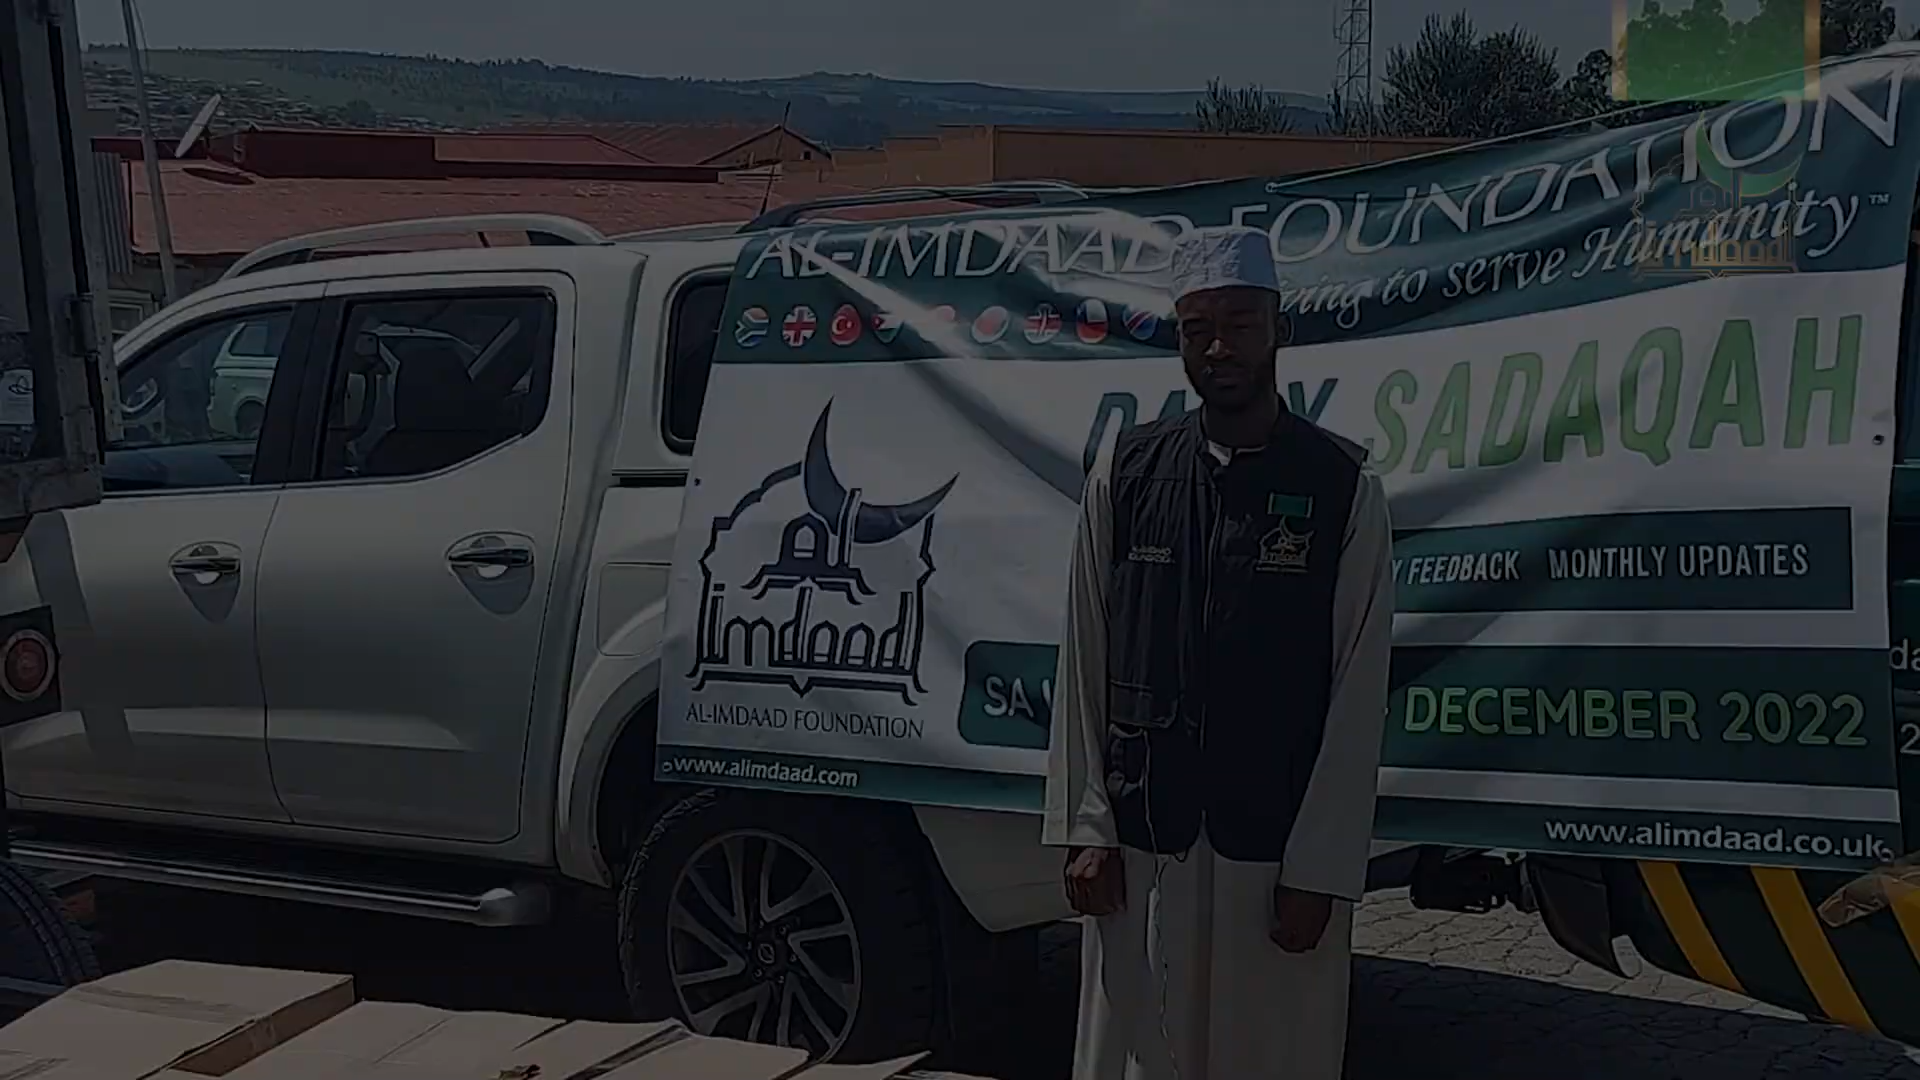 AL-IMDAAD FOUNDATION
to serve Humanity™
SADAQAH
FEEDBACK MONTHLY UPDATES
al
imdaad
AL-IMDAAD FOUNDATION
SA
DECEMBER 2022
www.alimdaad.com
www.alimdaad.co.uk